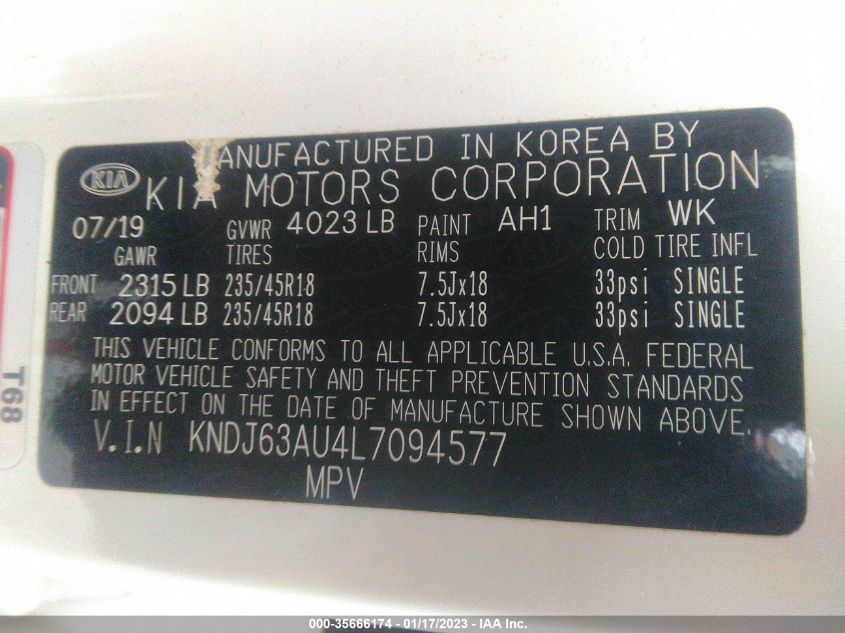 MANUFACTURED IN KOREA BY
KIA KIA MOTORS CORPORATION
07/19 GVWR 4023 LB PAINT AH1 TRIM WK
GAWR TIRES RIMS COLD TIRE INFL
FRONT 2315 LB 235/45R18 7.5Jx18 33psi SINGLE
REAR 2094 LB 235/45R18 7.5Jx18 33psi SINGLE
THIS VEHICLE CONFORMS TO ALL APPLICABLE U.S.A. FEDERAL
MOTOR VEHICLE SAFETY AND THEFT PREVENTION STANDARDS
IN EFFECT ON THE DATE OF MANUFACTURE SHOWN ABOVE.
V.I.N KNDJ63AU4L7094577
MPV
T68
000-35666174 - 01/17/2023 - IAA Inc.